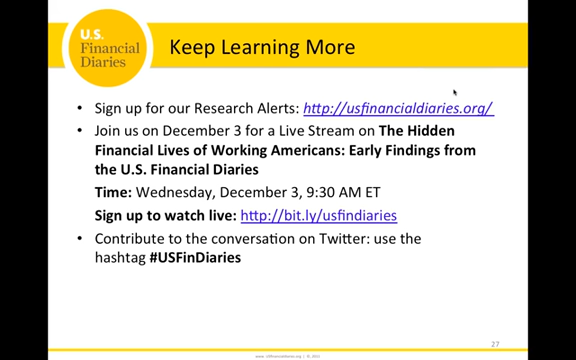 U.S.
Financial
Diaries
Keep Learning More
• Sign up for our Research Alerts: http://usfinancialdiaries.org/
• Join us on December 3 for a Live Stream on The Hidden
Financial Lives of Working Americans: Early Findings from
the U.S. Financial Diaries
Time: Wednesday, December 3, 9:30 AM ET
Sign up to watch live: http://bit.ly/usfindiaries
• Contribute to the conversation on Twitter: use the
hashtag #USFinDiaries
27